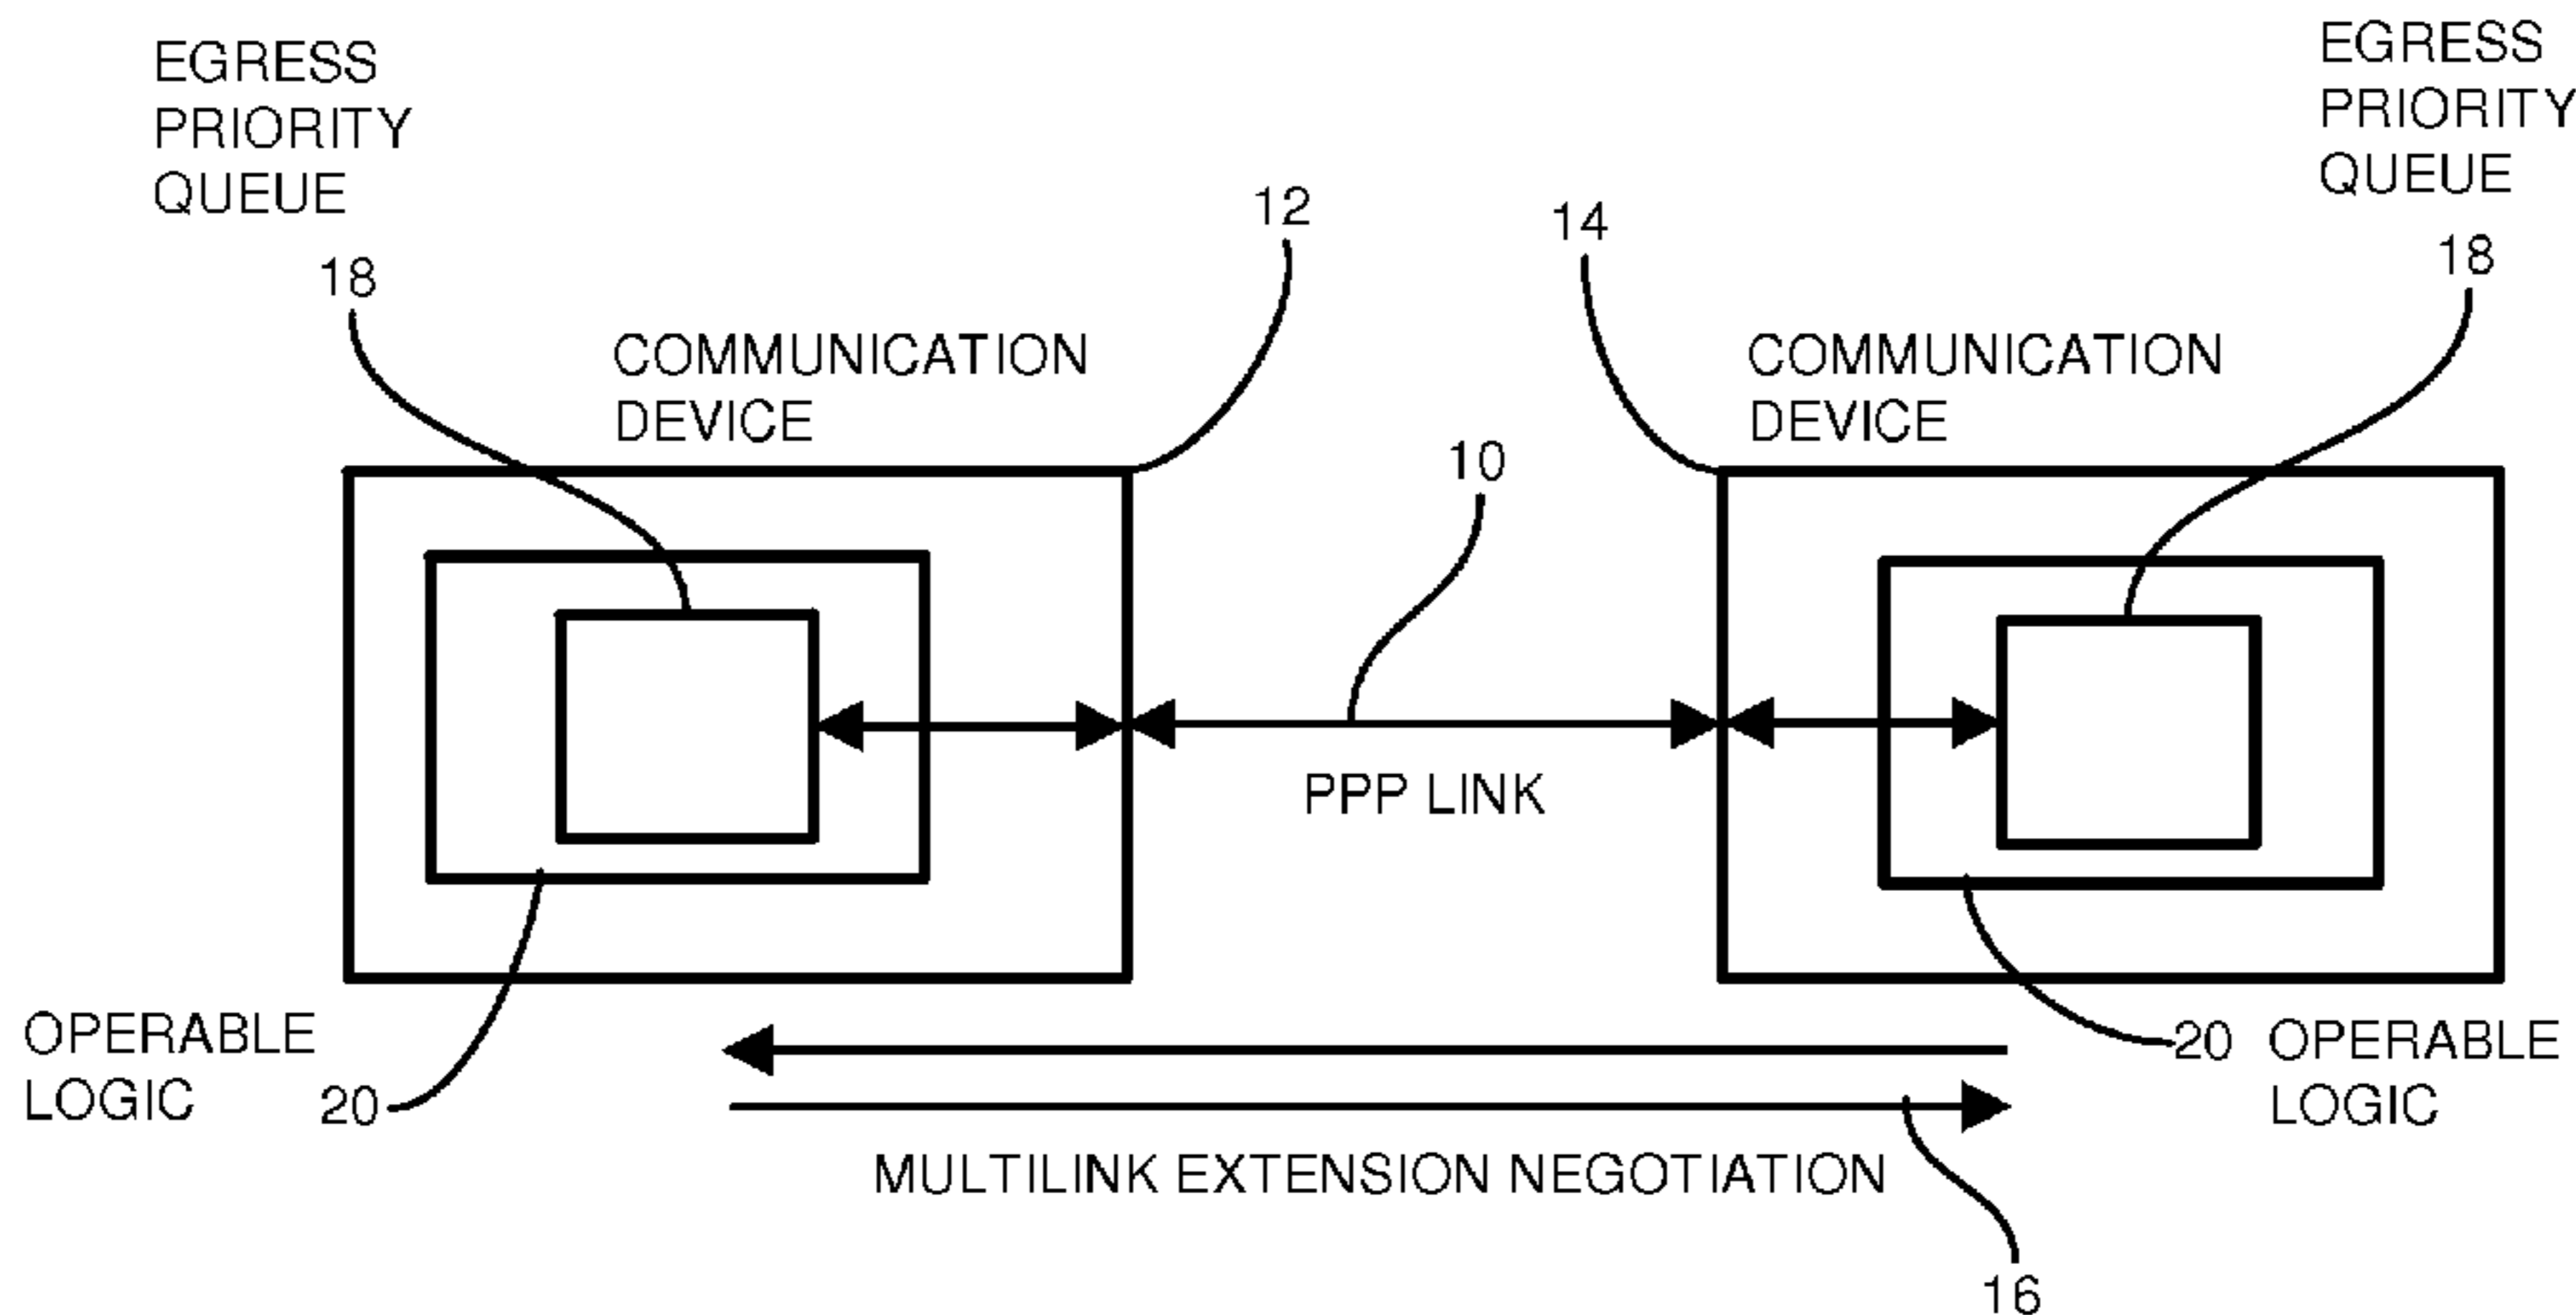 EGRESS
PRIORITY
QUEUE
18
COMMUNICATION
DEVICE
12
14
COMMUNICATION
DEVICE
EGRESS
PRIORITY
QUEUE
18
10
PPP LINK
OPERABLE
LOGIC
20
20 OPERABLE
LOGIC
MULTILINK EXTENSION NEGOTIATION
16